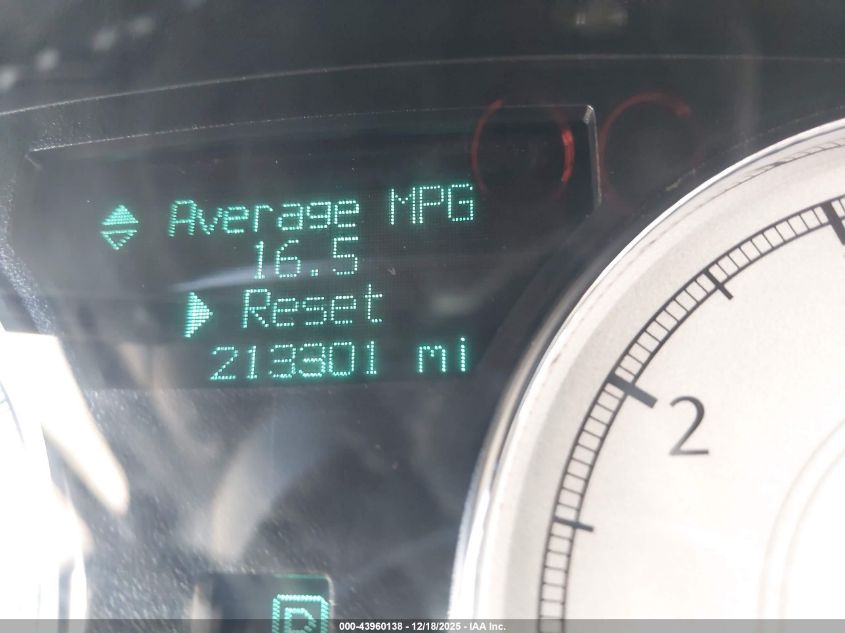 Average MPG
16.5
Reset
213301 mi
2
P
000-43960138 - 12/18/2025 - IAA Inc.